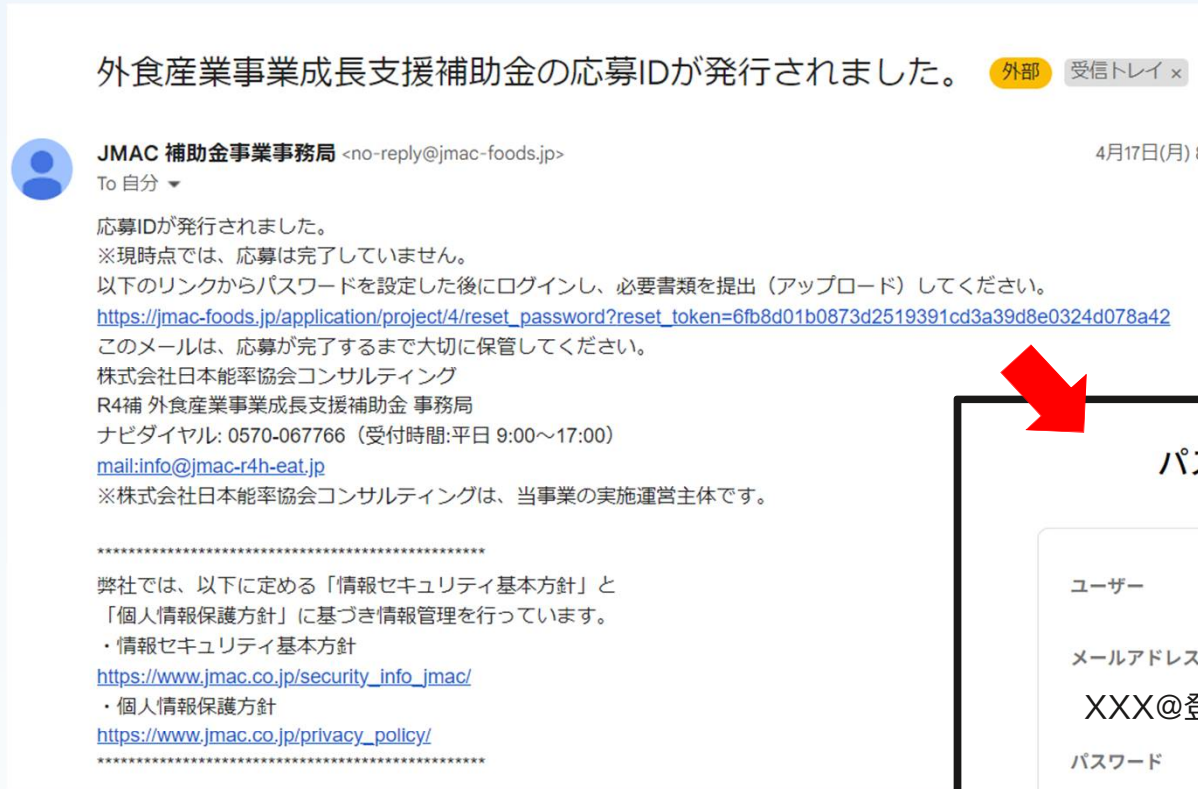 外食産業事業成長支援補助金の応募IDが発行されました。 外部 受信トレイ ×
JMAC 補助金事業事務局 <no-reply@jmac-foods.jp> 4月17日(月)
To 自分
応募IDが発行されました。
※現時点では、応募は完了していません。
以下のリンクからパスワードを設定した後にログインし、必要書類を提出（アップロード）してください。
https://jmac-foods.jp/application/project/4/reset_password?reset_token=6fb8d01b0873d2519391cd3a39d8e0324d078a42
このメールは、応募が完了するまで大切に保管してください。
株式会社日本能率協会コンサルティング
R4補 外食産業事業成長支援補助金 事務局
ナビダイヤル: 0570-067766（受付時間:平日 9:00～17:00）
mail:info@jmac-r4h-eat.jp
※株式会社日本能率協会コンサルティングは、当事業の実施運営主体です。
**************************************************
弊社では、以下に定める「情報セキュリティ基本方針」と
「個人情報保護方針」に基づき情報管理を行っています。
・情報セキュリティ基本方針
https://www.jmac.co.jp/security_info_jmac/
・個人情報保護方針
https://www.jmac.co.jp/privacy_policy/
**************************************************
パス
ユーザー
メールアドレス
XXX@登
パスワード